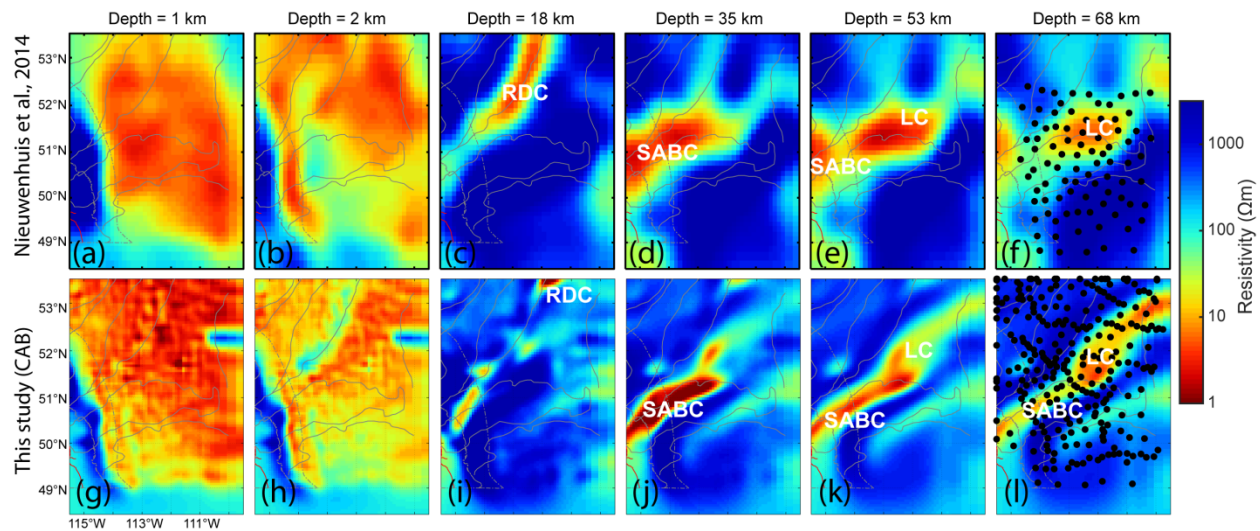 Depth = 1 km
Depth = 2 km
Depth = 18 km
Depth = 35 km
Depth = 53 km
Depth = 68 km
Nieuwenhuis et al., 2014
53°N
52°N
51°N
50°N
49°N
(a)
(b)
RDC
(c)
SABC
(d)
LC
SABC
(e)
LC
(f)
This study (CAB)
53°N
52°N
51°N
50°N
49°N
115°W
113°W
111°W
(g)
(h)
RDC
(i)
SABC
(j)
LC
SABC
(k)
LC
SABC
(l)
1000
100
10
1
Resistivity (Ωm)